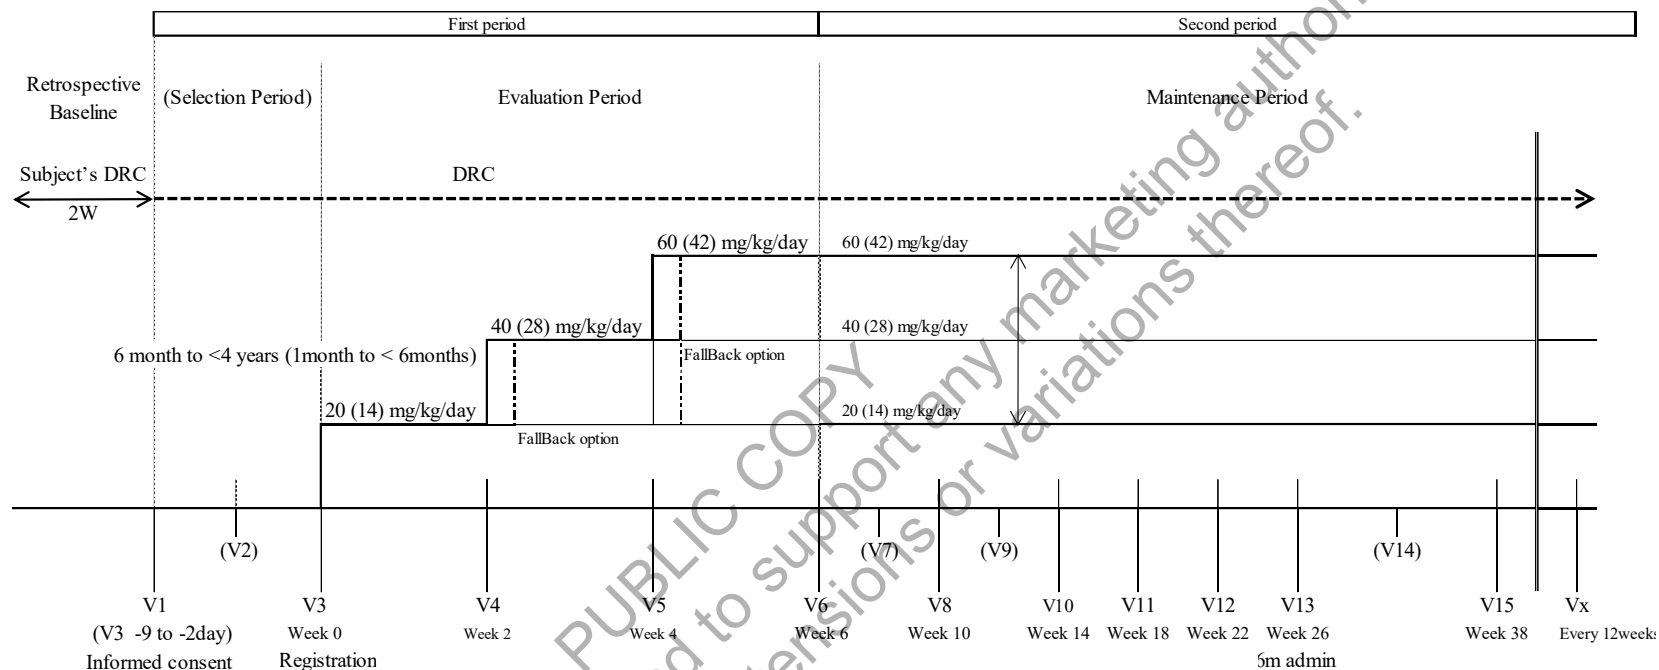 First period
Second period
Retrospective
Baseline
(Selection Period)
Evaluation Period
Maintenance Period
Subject's DRC
DRC
2W
60 (42) mg/kg/day
60 (42) mg/kg/day
40 (28) mg/kg/day
40 (28) mg/kg/day
6 month to <4 years (1month to < 6months)
FallBack option
20 (14) mg/kg/day
20 (14) mg/kg/day
FallBack option
(V2)
(V7)
(V9)
(V14)
V1
V3
V4
V5
V6
V8
V10
V11
V12
V13
V15
Vx
(V3 -9 to -2day)
Week 0
Week 2
Week 4
Week 6
Week 10
Week 14
Week 18
Week 22
Week 26
Week 38
Every 12weeks
Informed consent
Registration
6m admin
PUBLIC COPY
to support any marketing author
extensions or variations thereof.